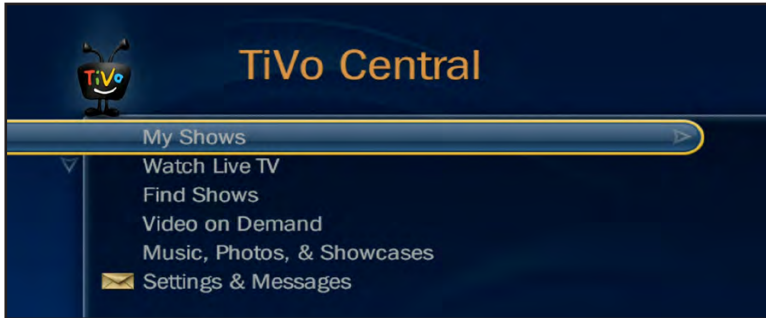 TiVo Central
TiVo
My Shows
Watch Live TV
Find Shows
Video on Demand
Music, Photos, & Showcases
Settings & Messages